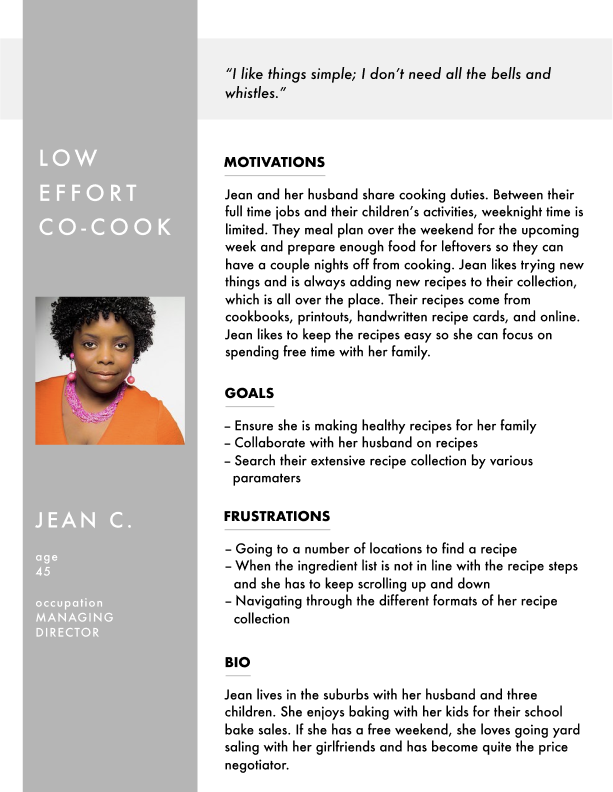 “I like things simple; I don’t need all the bells and
whistles.”
LOW
EFFORT
CO-COOK
JEAN C.
age
45
occupation
MANAGING
DIRECTOR
MOTIVATIONS
Jean and her husband share cooking duties. Between their
full time jobs and their children’s activities, weeknight time is
limited. They meal plan over the weekend for the upcoming
week and prepare enough food for leftovers so they can
have a couple nights off from cooking. Jean likes trying new
things and is always adding new recipes to their collection,
which is all over the place. Their recipes come from
cookbooks, printouts, handwritten recipe cards, and online.
Jean likes to keep the recipes easy so she can focus on
spending free time with her family.
GOALS
– Ensure she is making healthy recipes for her family
– Collaborate with her husband on recipes
– Search their extensive recipe collection by various
paramaters
FRUSTRATIONS
– Going to a number of locations to find a recipe
– When the ingredient list is not in line with the recipe steps
and she has to keep scrolling up and down
– Navigating through the different formats of her recipe
collection
BIO
Jean lives in the suburbs with her husband and three
children. She enjoys baking with her kids for their school
bake sales. If she has a free weekend, she loves going yard
saling with her girlfriends and has become quite the price
negotiator.